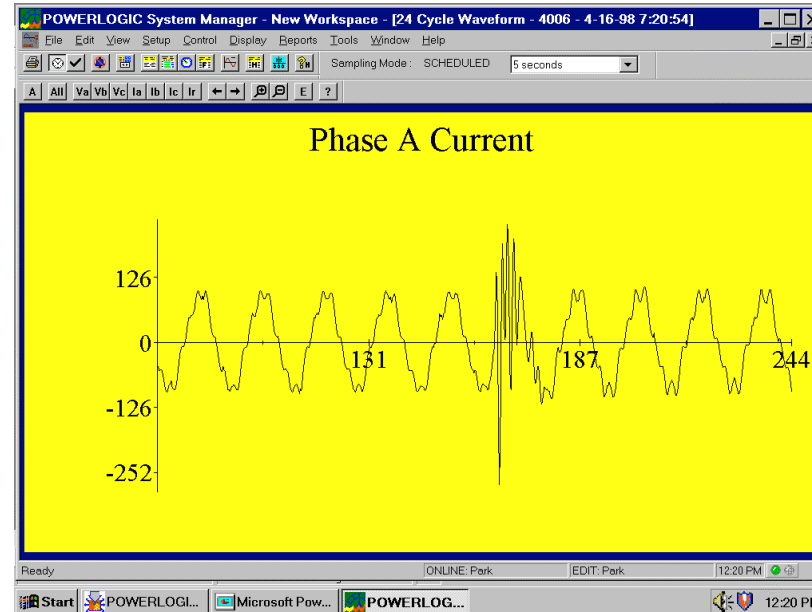 POWERLOGIC System Manager - New Workspace - [24 Cycle Waveform - 4006 - 4-16-98 7:20:54]
File Edit View Setup Control Display Reports Tools Window Help
Sampling Mode : SCHEDULED 5 seconds
A All Va Vb Vc Ia Ib Ic Ir E ?
Phase A Current
126
0
131 187 244
-126
-252
Ready ONLINE: Park EDIT: Park 12:20 PM
Start POWERLOGI... Microsoft Pow... POWERLOG... 12:20 P